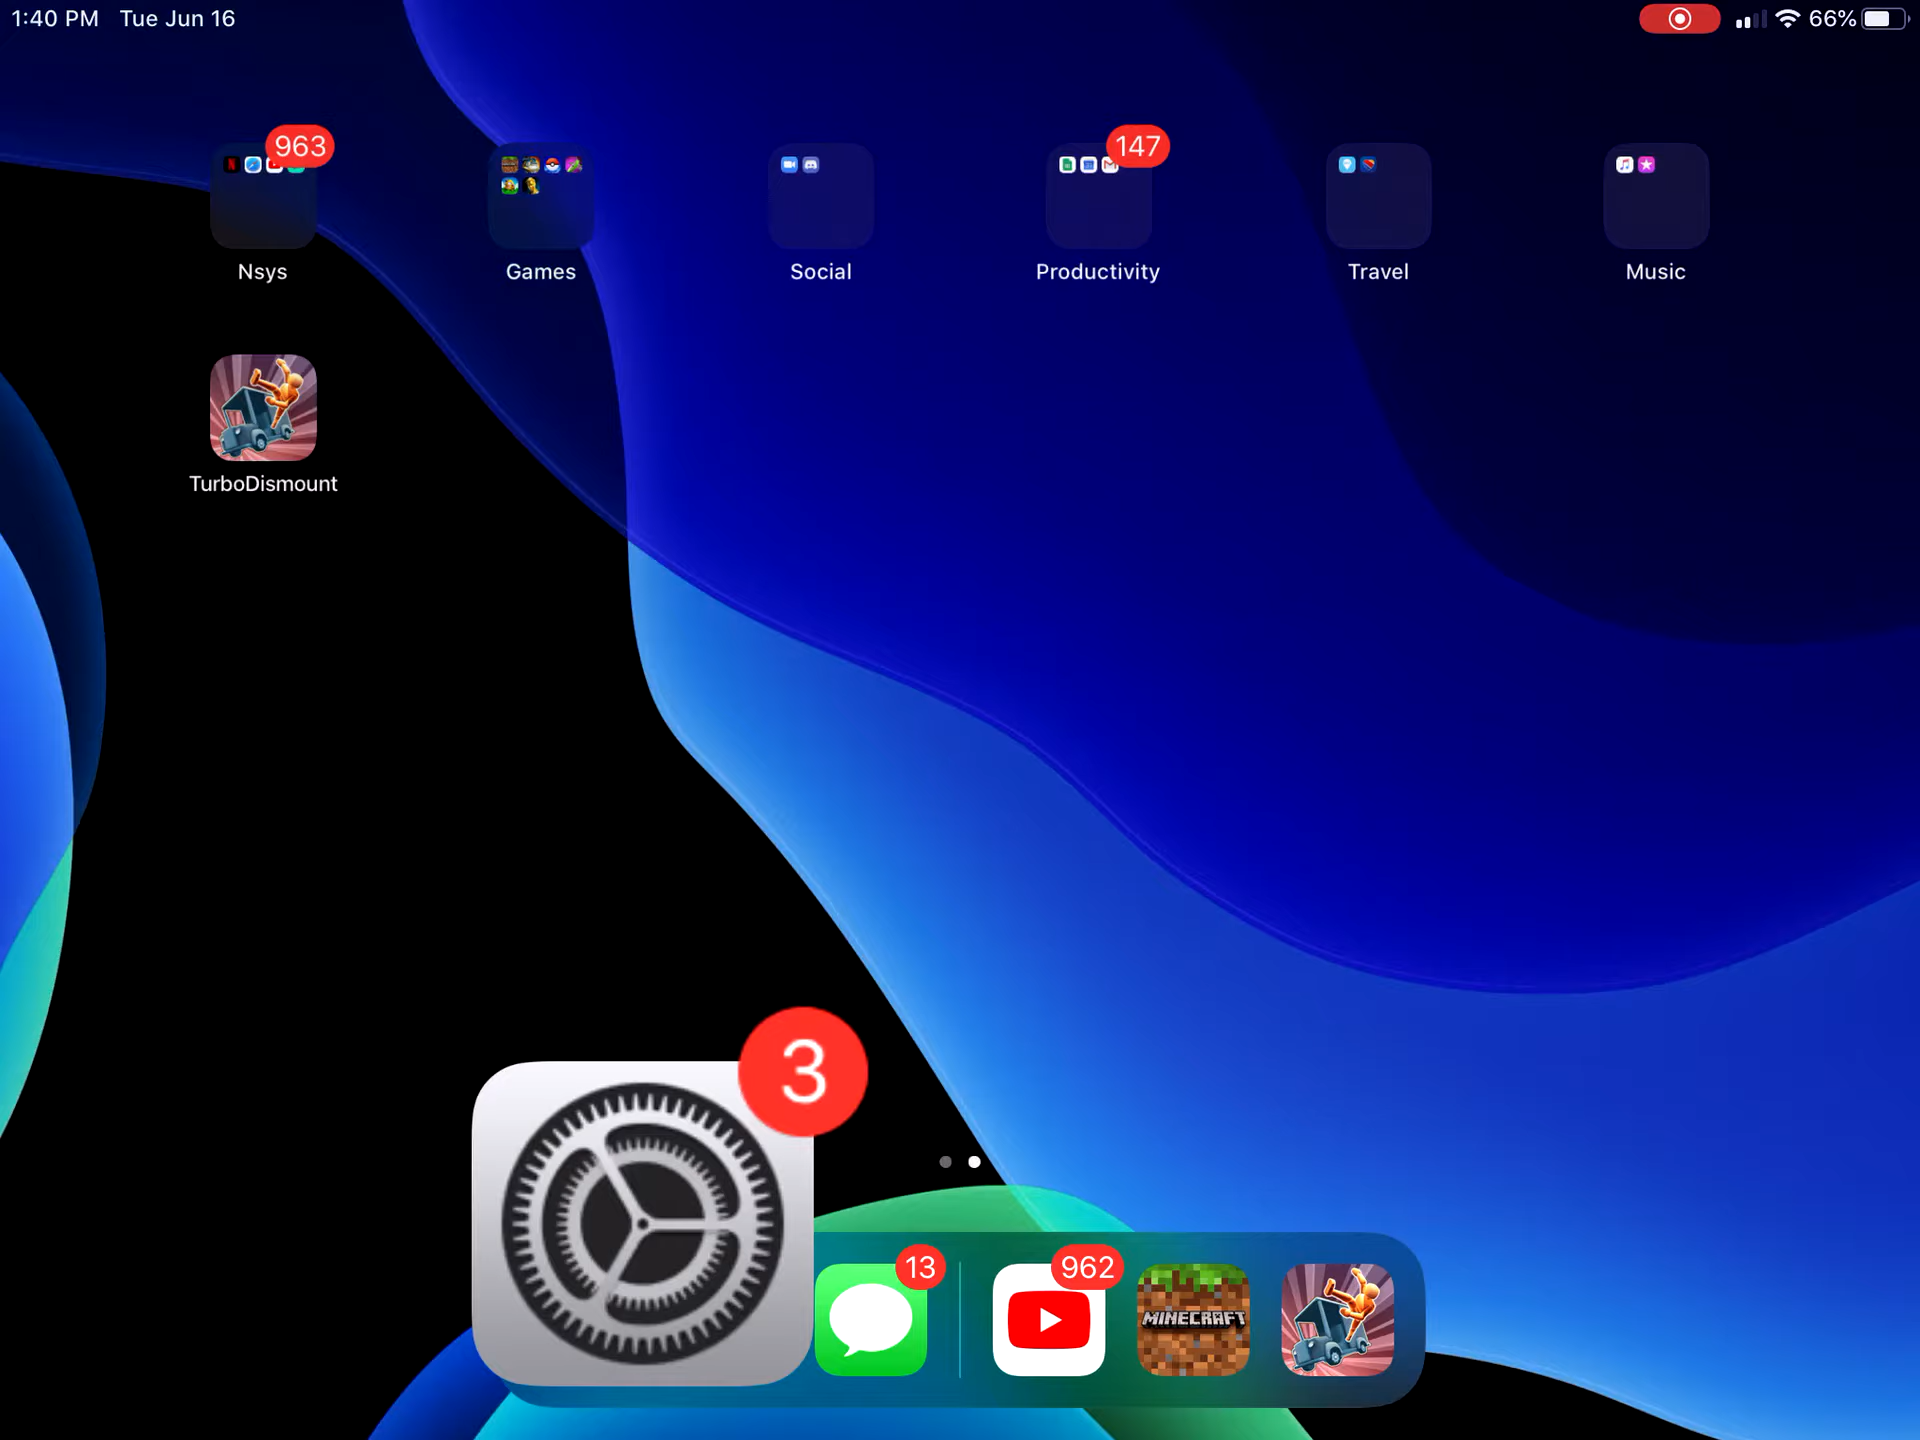 1:40 PM Tue Jun 16
66%
963
147
Nsys
Games
Social
Productivity
Travel
Music
TurboDismount
3
13
962
MINECRAFT